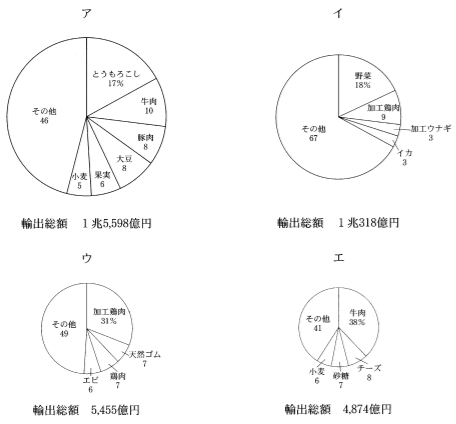 ア
とうもろこし
17%
牛肉
10
豚肉
8
大豆
8
果実
6
小麦
5
その他
46
輸出総額 1兆5,598億円
イ
野菜
18%
加工鶏肉
9
加工ウナギ
3
イカ
3
その他
67
輸出総額 1兆318億円
ウ
加工鶏肉
31%
天然ゴム
7
鶏肉
7
エビ
6
その他
49
輸出総額 5,455億円
エ
牛肉
38%
チーズ
8
砂糖
7
小麦
6
その他
41
輸出総額 4,874億円